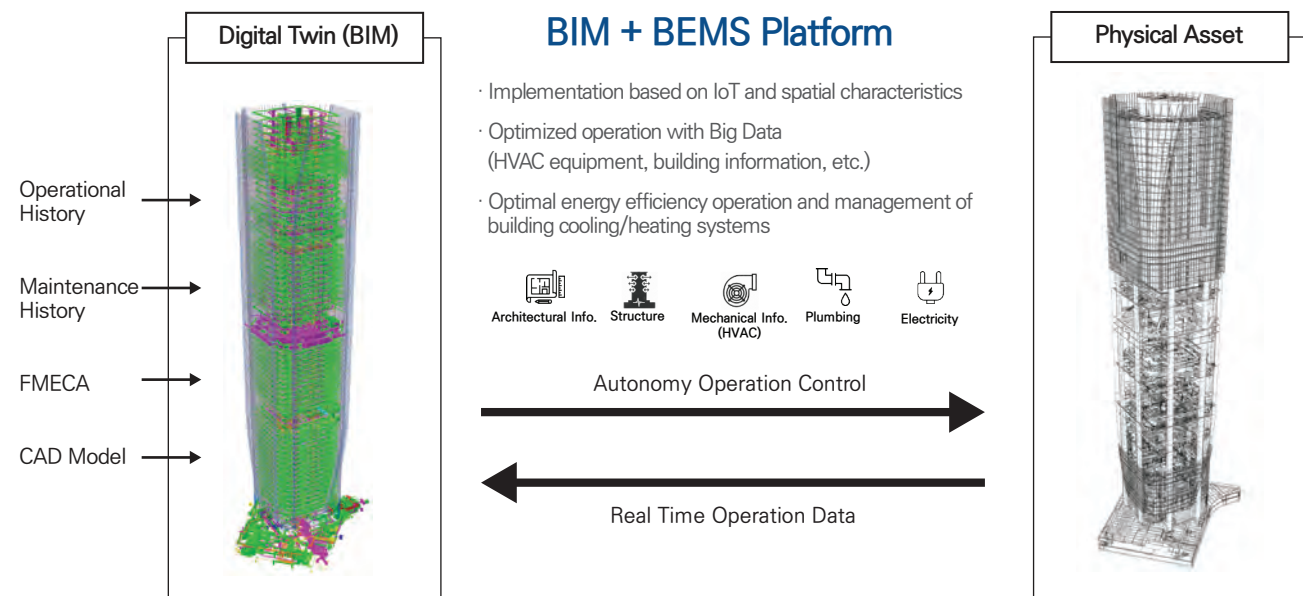 Digital Twin (BIM)
BIM + BEMS Platform
Physical Asset
· Implementation based on IoT and spatial characteristics
· Optimized operation with Big Data
(HVAC equipment, building information, etc.)
· Optimal energy efficiency operation and management of
building cooling/heating systems
Operational
History
Maintenance
History
FMECA
CAD Model
Architectural Info.
Structure
Mechanical Info.
(HVAC)
Plumbing
Electricity
Autonomy Operation Control
Real Time Operation Data